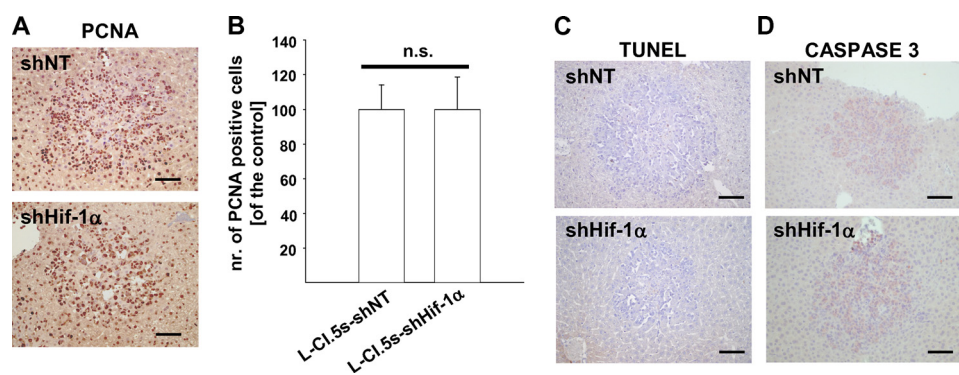 A
PCNA
shNT
shHif-1α
B
nr. of PCNA positive cells
[of the control]
140
120
100
80
60
40
20
n.s.
L-Cl.5s-shNT
L-Cl.5s-shHif-1α
C
TUNEL
shNT
shHif-1α
D
CASPASE 3
shNT
shHif-1α